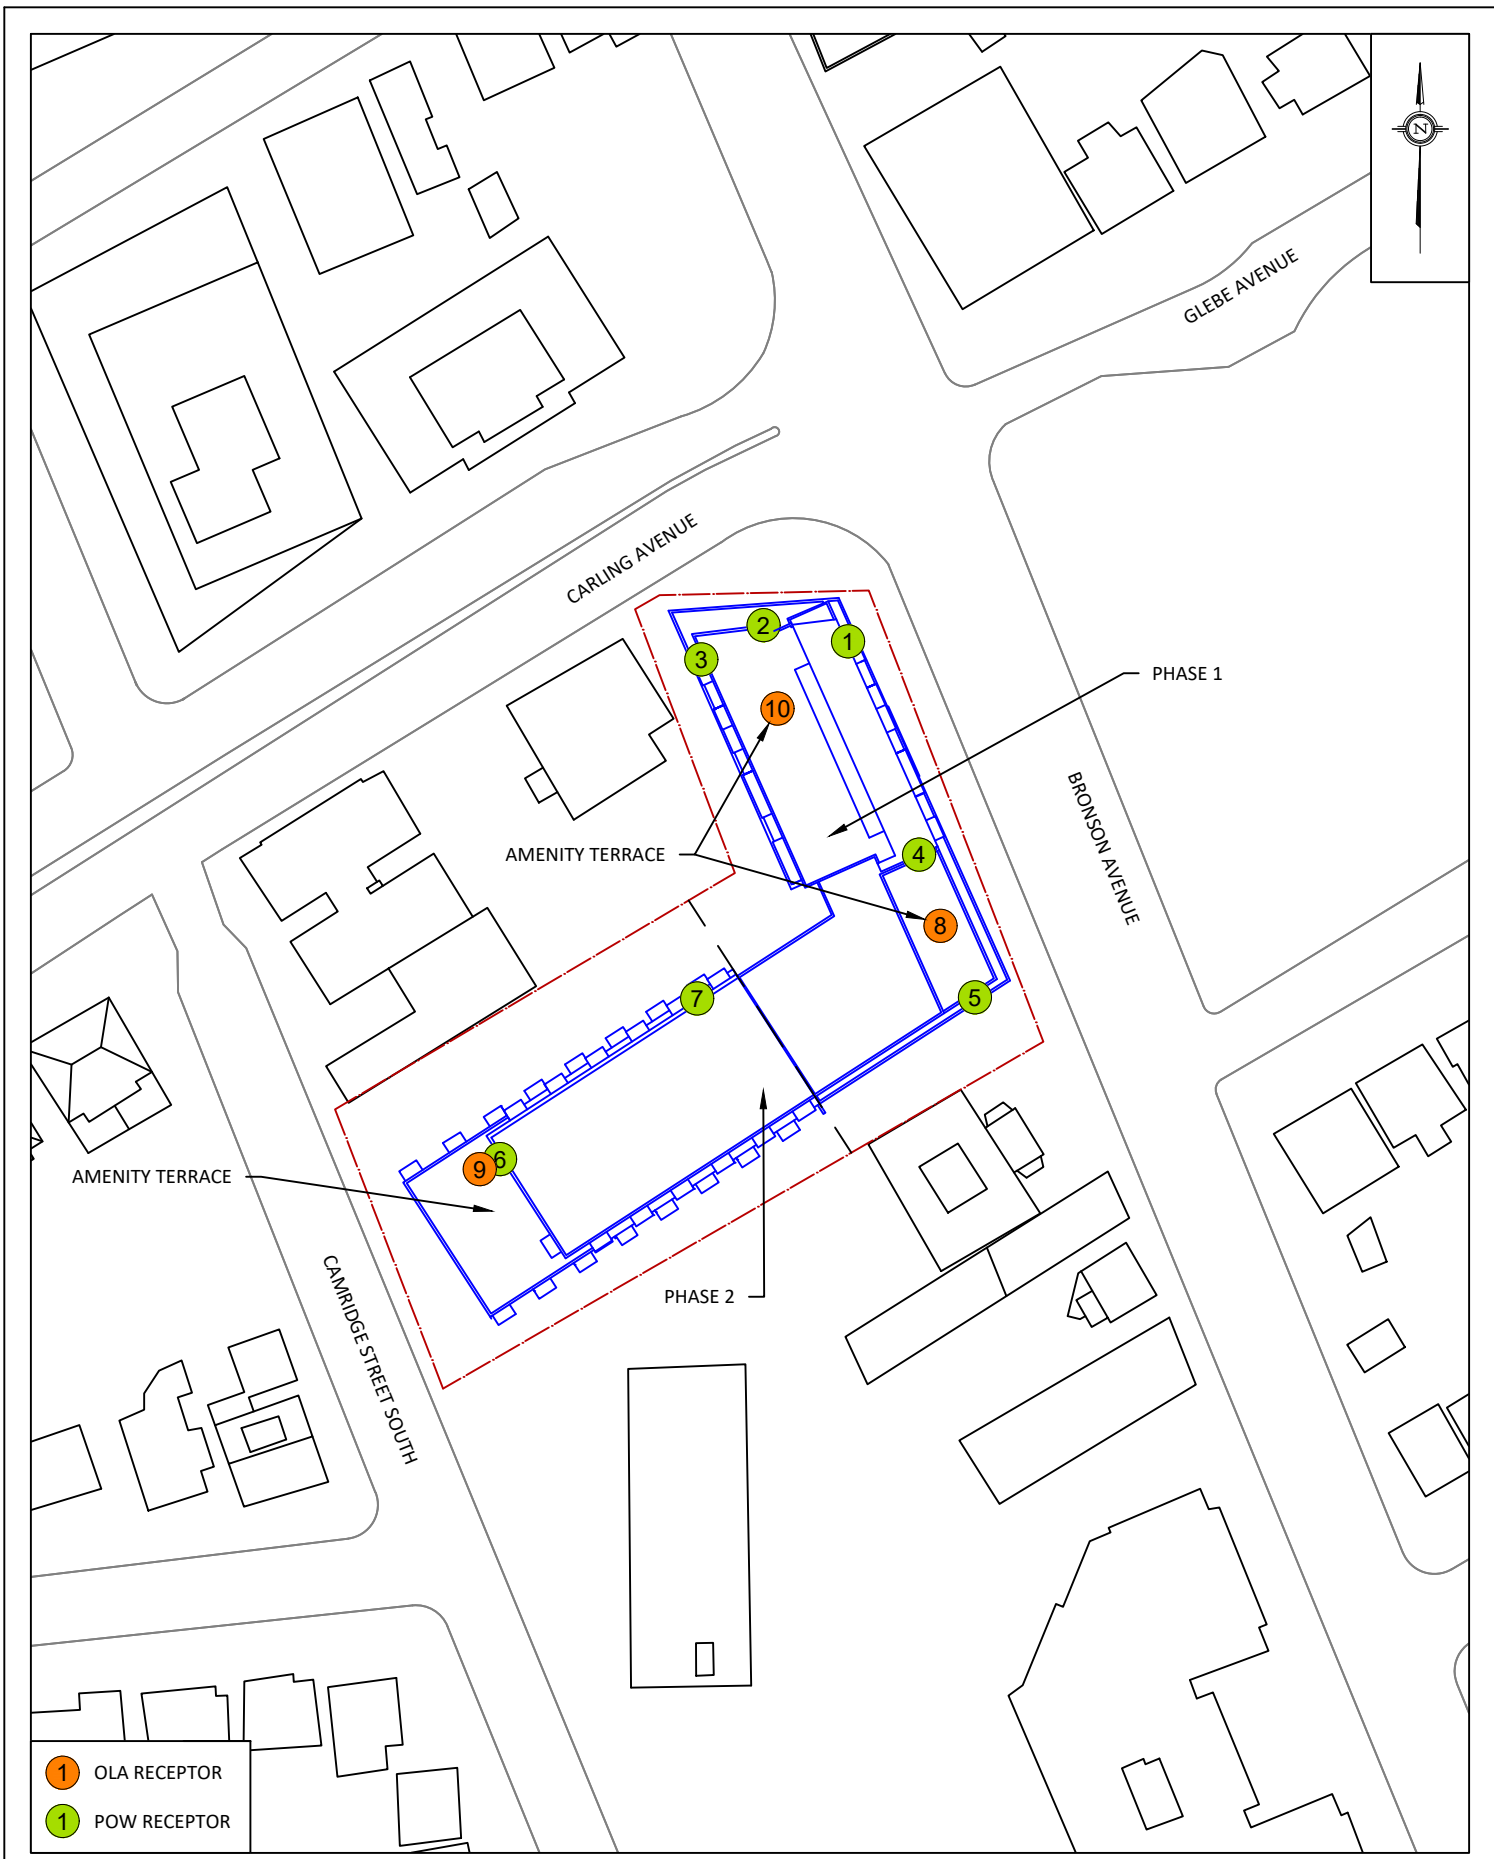 N
GLEBE AVENUE
CARLING AVENUE
2
1
3
PHASE 1
10
BRONSON AVENUE
AMENITY TERRACE
4
8
7
5
6
9
AMENITY TERRACE
PHASE 2
CAMRIDGE STREET SOUTH
1 OLA RECEPTOR
1 POW RECEPTOR